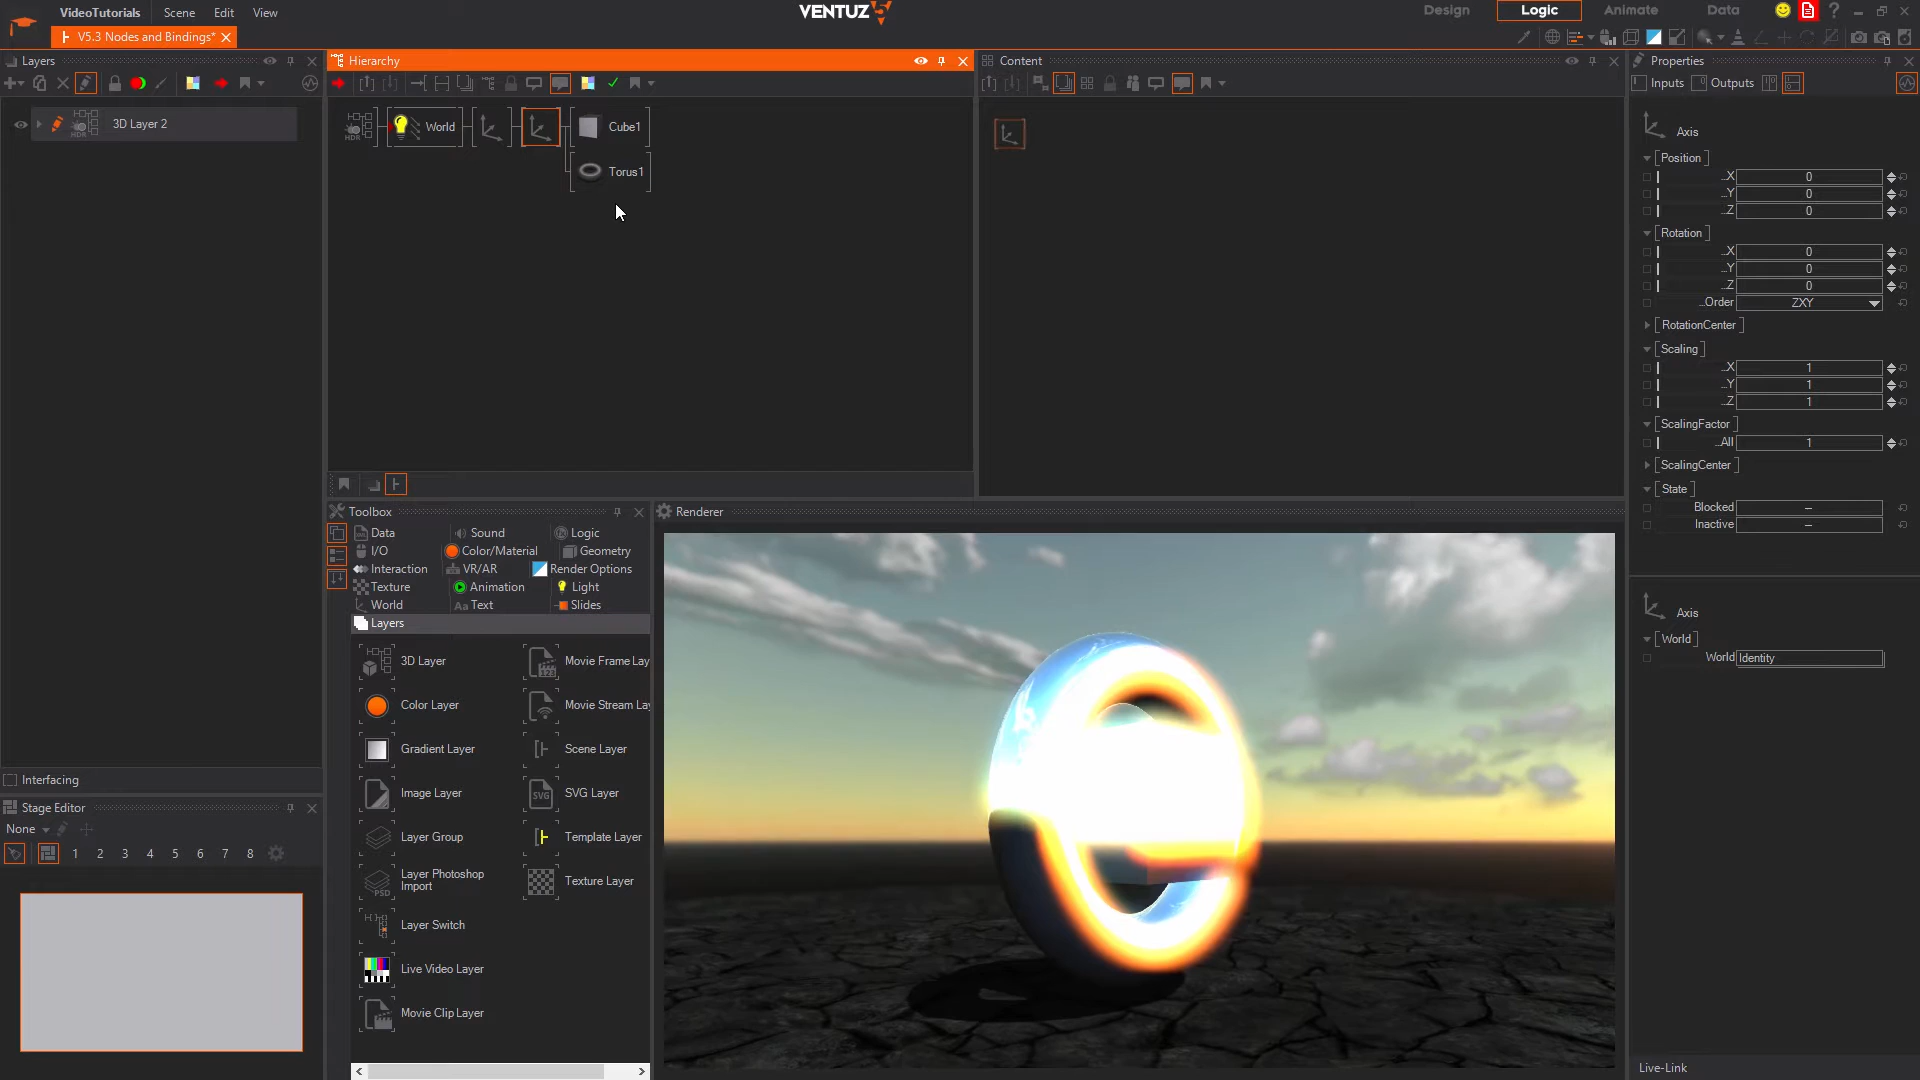 VideoTutorials Scene Edit View
VENTUZ 5
Design Logic Animate Data
V5.3 Nodes and Bindings*
Layers
3D Layer 2
Interfacing
Stage Editor
None
1 2 3 4 5 6 7 8
Hierarchy
HDR
World
Cube1
Torus1
Toolbox
Data Sound Logic
I/O Color/Material Geometry
Interaction VR/AR Render Options
Texture Animation Light
World Text Slides
Layers
3D Layer Movie Frame Lay
Color Layer Movie Stream Lay
Gradient Layer Scene Layer
Image Layer SVG Layer
Layer Group Template Layer
Layer Photoshop
Import
Texture Layer
Layer Switch
Live Video Layer
Movie Clip Layer
Content
Renderer
Properties
Inputs Outputs
Axis
Position
..X 0
..Y 0
..Z 0
Rotation
..X 0
..Y 0
..Z 0
..Order ZXY
RotationCenter
Scaling
..X 1
..Y 1
..Z 1
ScalingFactor
..All 1
ScalingCenter
State
Blocked –
Inactive –
Axis
World
World Identity
Live-Link